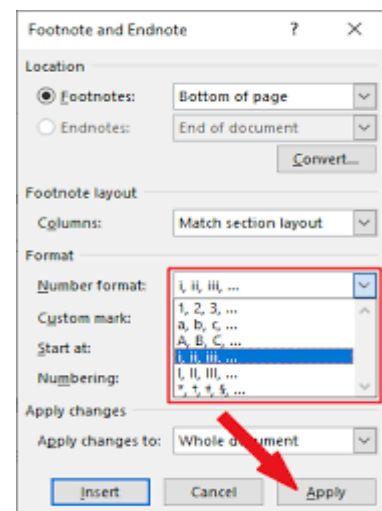 Footnote and Endnote ? ×
Location
Footnotes: Bottom of page
Endnotes: End of document
Convert...
Footnote layout
Columns: Match section layout
Format
Number format: i, ii, iii, ...
1, 2, 3, ...
Custom mark: a, b, c, ...
A, B, C, ...
Start at: i, ii, iii, ...
I, II, III, ...
Numbering: *, †, ‡, §, ...
Apply changes
Apply changes to: Whole document
Insert Cancel Apply